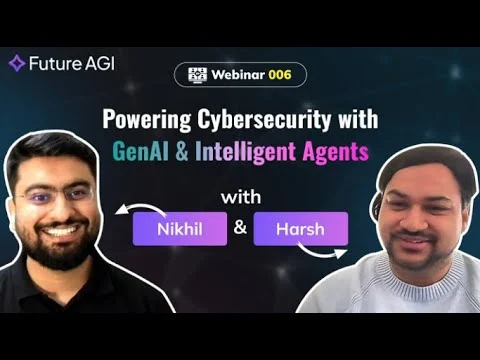 Future AGI
Webinar 006
Powering Cybersecurity with
GenAI & Intelligent Agents
with
Nikhil & Harsh